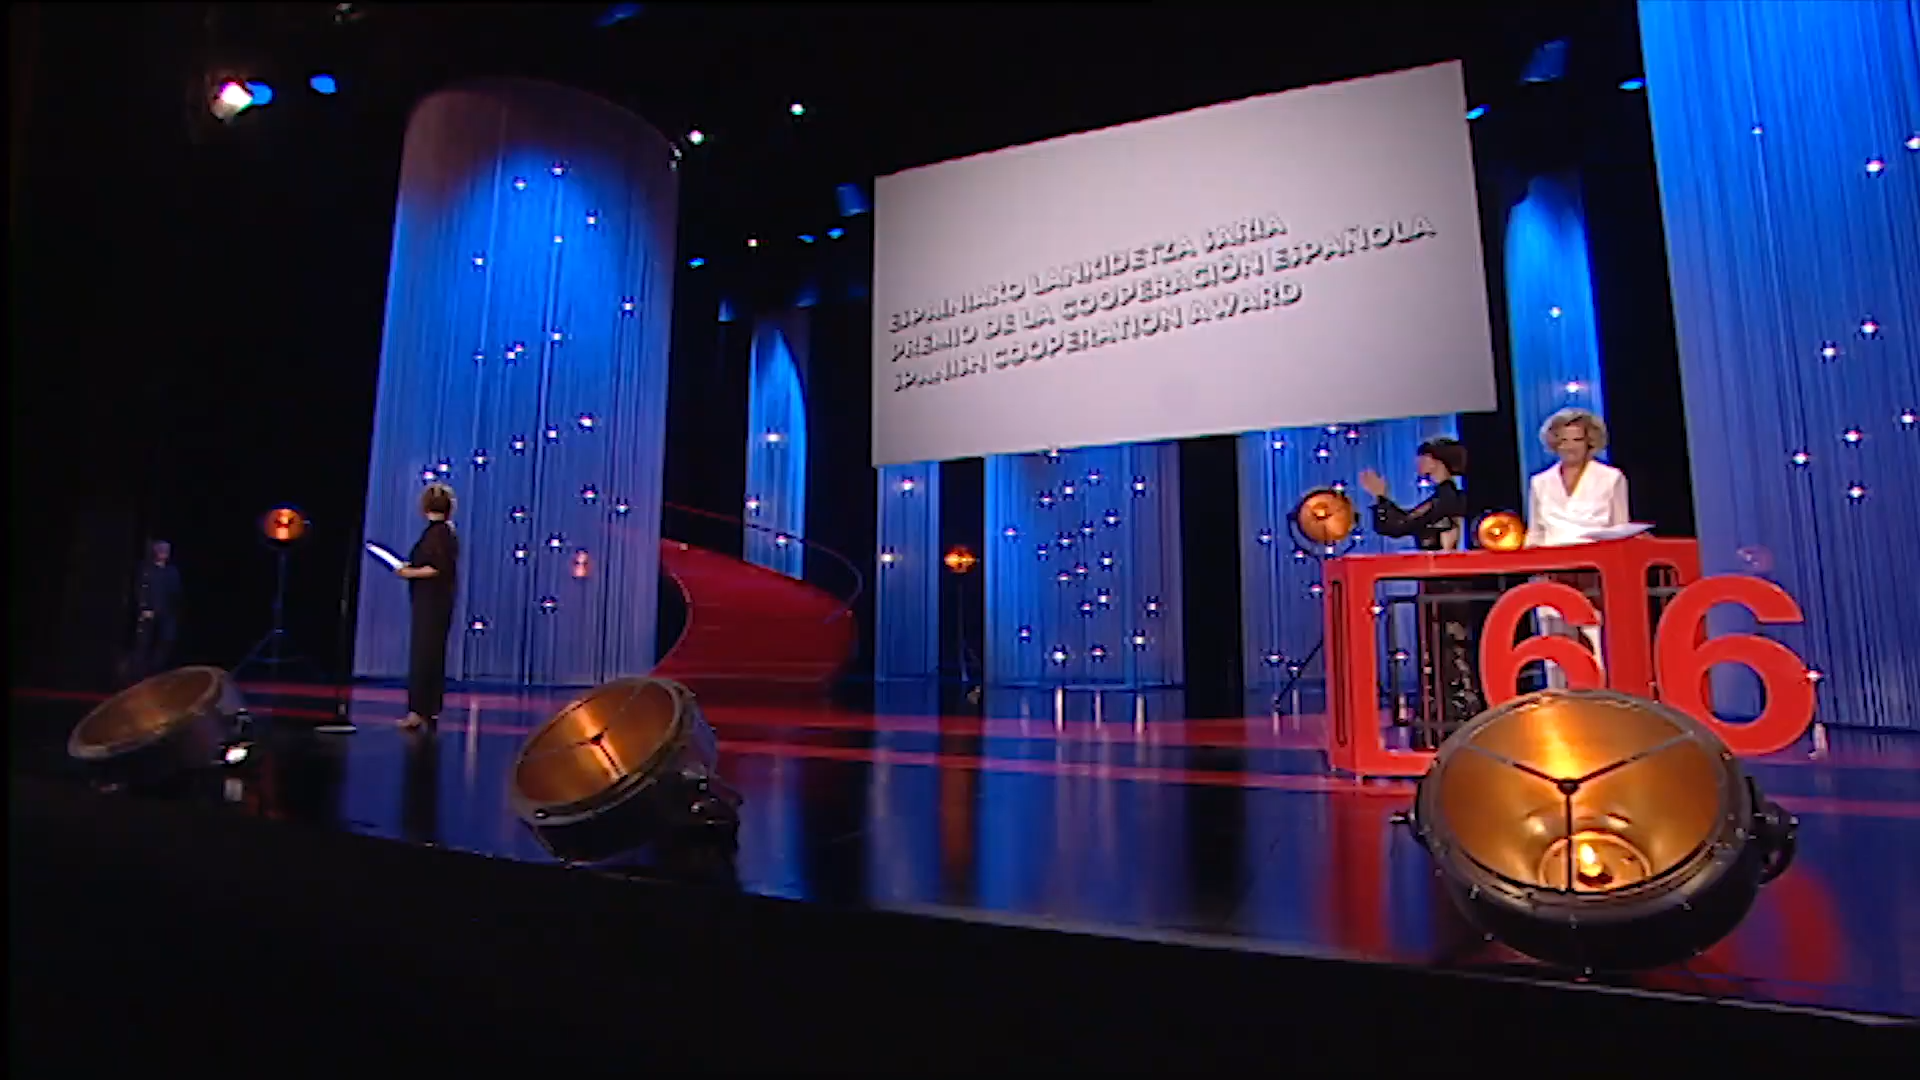 ESPAINIAKO LANKIDETZA SARIA
PREMIO DE LA COOPERACIÓN ESPAÑOLA
SPANISH COOPERATION AWARD
66